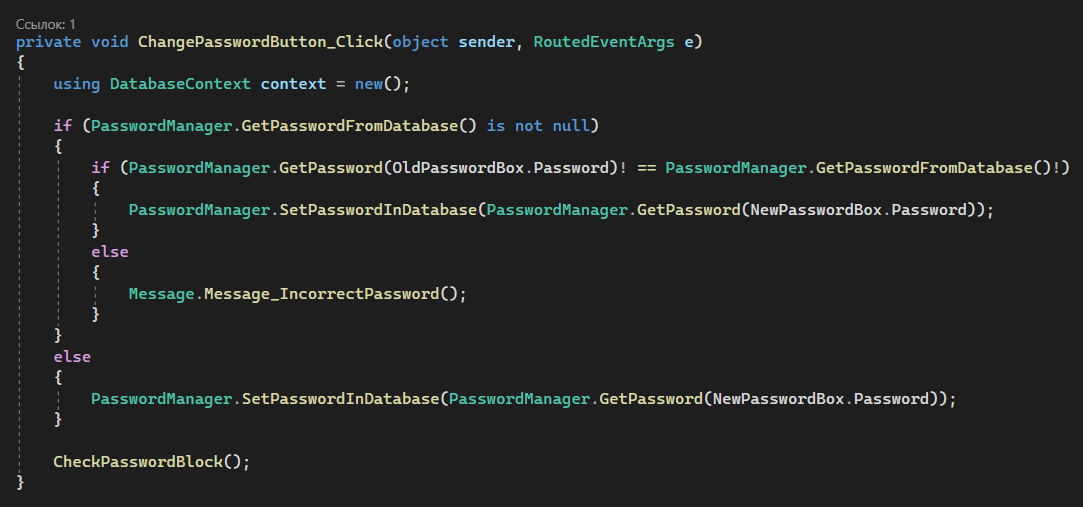 Ссылок: 1
private void ChangePasswordButton_Click(object sender, RoutedEventArgs e)
{
    using DatabaseContext context = new();

    if (PasswordManager.GetPasswordFromDatabase() is not null)
    {
        if (PasswordManager.GetPassword(OldPasswordBox.Password)! == PasswordManager.GetPasswordFromDatabase()!)
        {
            PasswordManager.SetPasswordInDatabase(PasswordManager.GetPassword(NewPasswordBox.Password));
        }
        else
        {
            Message.Message_IncorrectPassword();
        }
    }
    else
    {
        PasswordManager.SetPasswordInDatabase(PasswordManager.GetPassword(NewPasswordBox.Password));
    }

    CheckPasswordBlock();
}